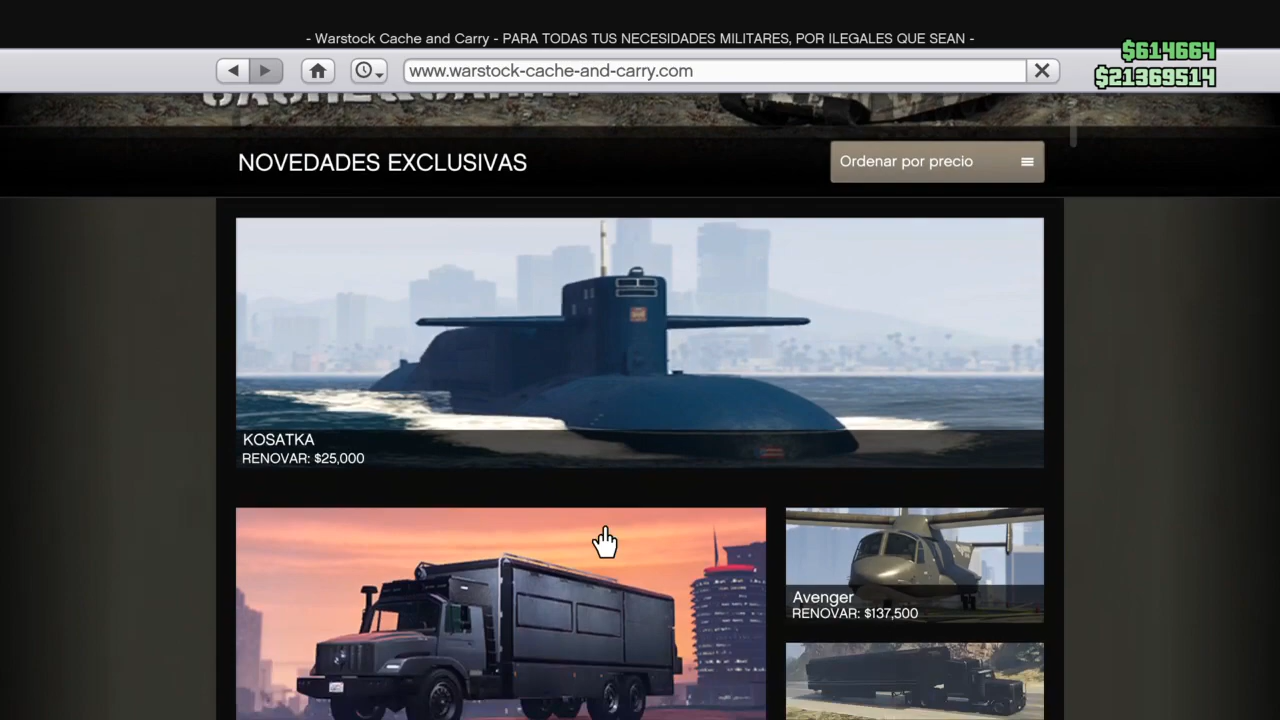 - Warstock Cache and Carry - PARA TODAS TUS NECESIDADES MILITARES, POR ILEGALES QUE SEAN -
$614664
www.warstock-cache-and-carry.com
$21369514
NOVEDADES EXCLUSIVAS
Ordenar por precio
KOSATKA
RENOVAR: $25,000
Avenger
RENOVAR: $137,500